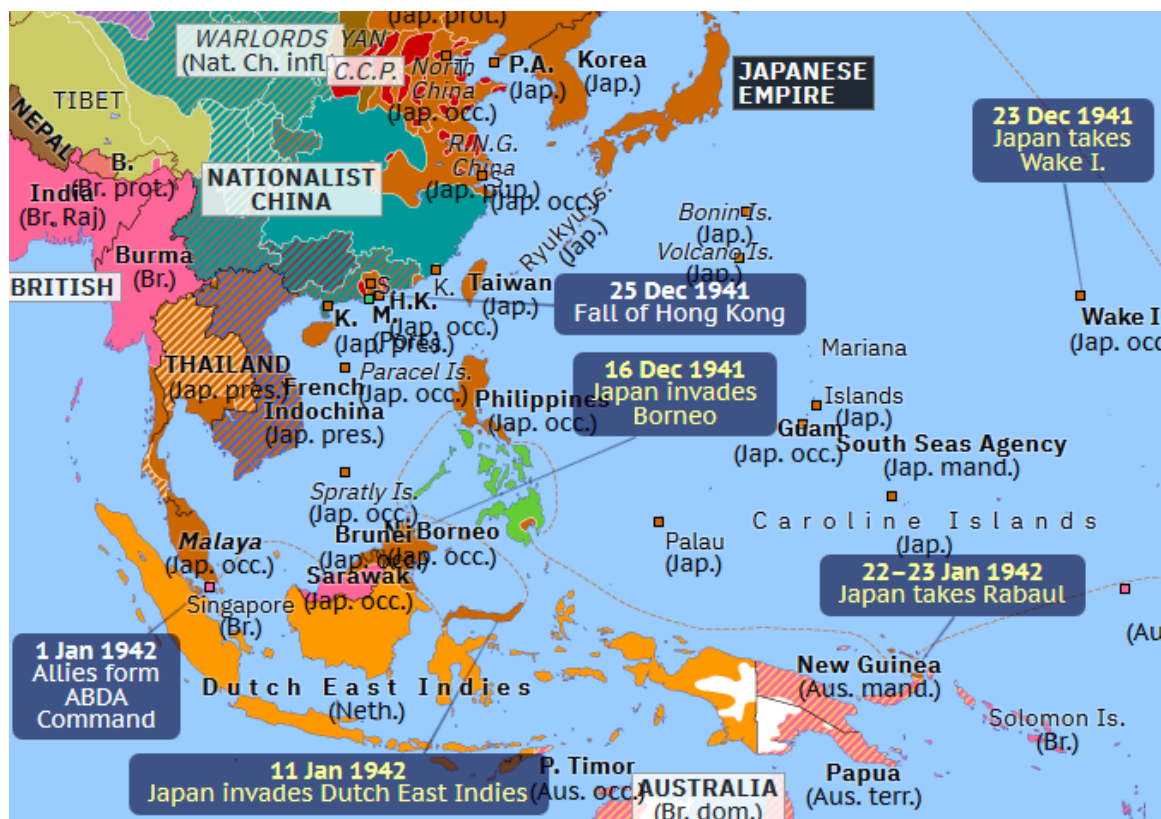 (Jap. prot.)
WARLORDS YAN
(Nat. Ch. infl.)
C.C.P.
North
China
(Jap. occ.)
T.
P.A.
(Jap.)
Korea
(Jap.)
JAPANESE
EMPIRE
TIBET
NEPAL
B.
(Br. prot.)
India
(Br. Raj)
NATIONALIST
CHINA
R.N.G.
China
(Jap. pup.)
S.
(Jap. occ.)
Ryukyu Is.
(Jap.)
Bonin Is.
(Jap.)
Volcano Is.
(Jap.)
23 Dec 1941
Japan takes
Wake I.
Burma
(Br.)
BRITISH
Taiwan
(Jap.)
K.
S.
H.K.
(Jap. occ.)
M.
(Port.)
K.
(Jap. pres.)
25 Dec 1941
Fall of Hong Kong
Wake I
(Jap. occ
THAILAND
(Jap. pres.)
French
Indochina
(Jap. pres.)
Paracel Is.
(Jap. occ.)
Philippines
(Jap. occ.)
16 Dec 1941
Japan invades
Borneo
Mariana
Islands
(Jap.)
Guam
(Jap. occ.)
South Seas Agency
(Jap. mand.)
Spratly Is.
(Jap. occ.)
Caroline Islands
(Jap.)
Palau
(Jap.)
Malaya
(Jap. occ.)
Brunei
(Jap. occ.)
N. Borneo
(Jap. occ.)
Sarawak
(Jap. occ.)
Singapore
(Br.)
22–23 Jan 1942
Japan takes Rabaul
(Au
1 Jan 1942
Allies form
ABDA
Command
Dutch East Indies
(Neth.)
New Guinea
(Aus. mand.)
Solomon Is.
(Br.)
11 Jan 1942
Japan invades Dutch East Indies
P. Timor
(Aus. occ.)
AUSTRALIA
(Br. dom.)
Papua
(Aus. terr.)